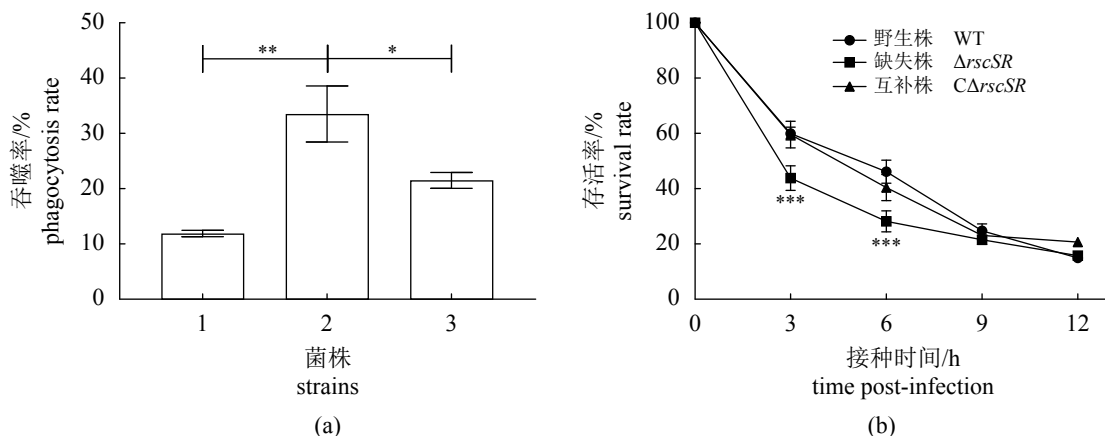 吞噬率/%
phagocytosis rate
50
40
30
20
10
0
**
*
1 2 3
菌株
strains
(a)
存活率/%
survival rate
100
80
60
40
20
0
野生株 WT
缺失株 ΔrscSR
互补株 CΔrscSR
***
***
0 3 6 9 12
接种时间/h
time post-infection
(b)